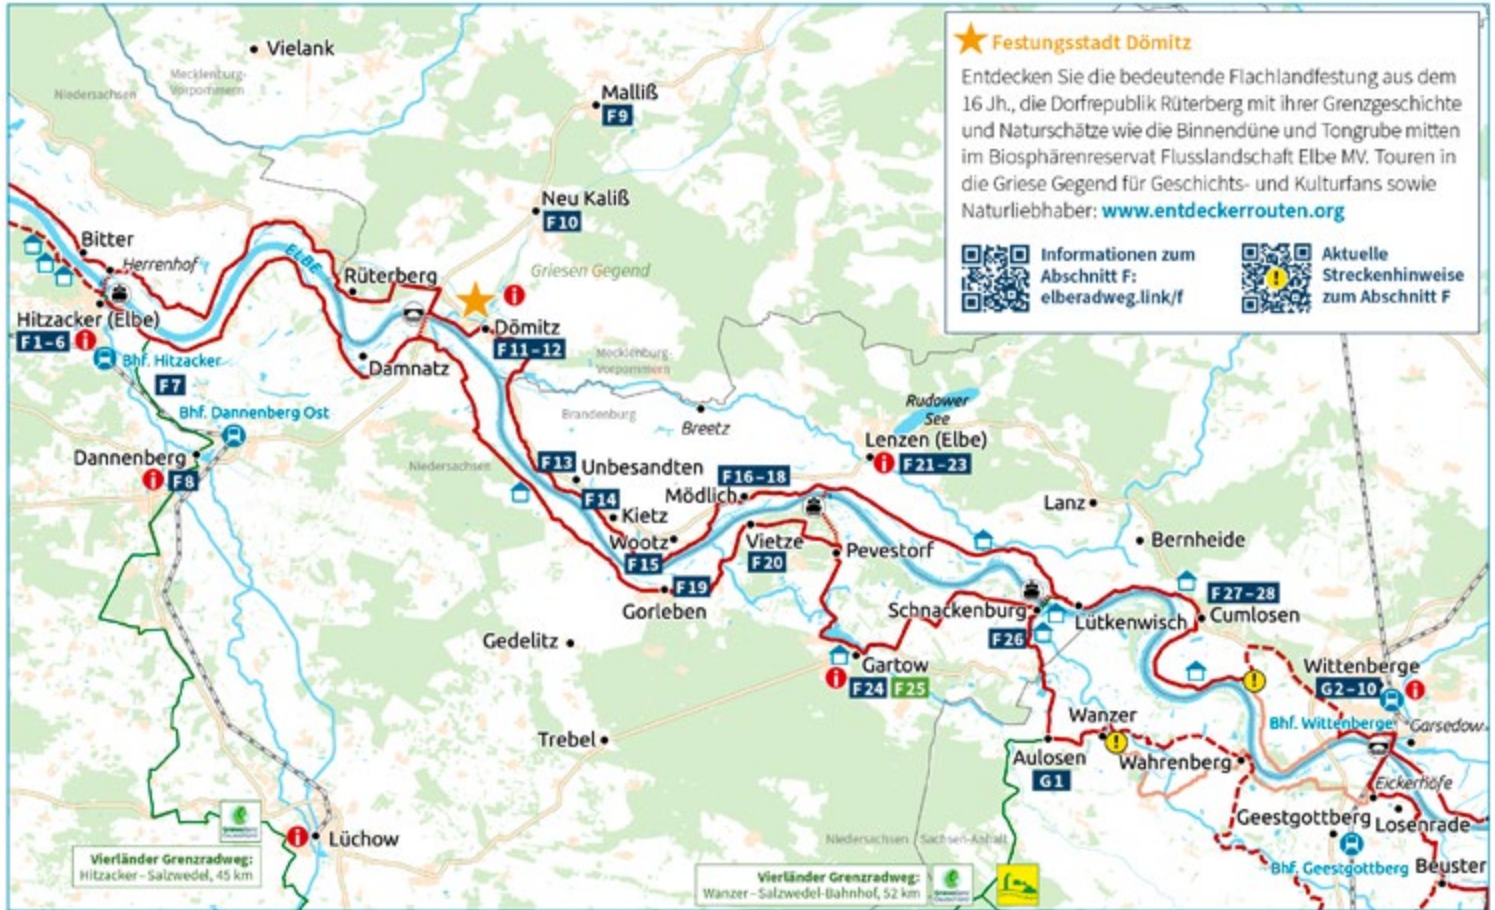 Festungsstadt Dömitz
Entdecken Sie die bedeutende Flachlandfestung aus dem
16 Jh., die Dorfrepublik Rüterberg mit ihrer Grenzgeschichte
und Naturschätze wie die Binnendüne und Tongrube mitten
im Biosphärenreservat Flusslandschaft Elbe MV. Touren in
die Griese Gegend für Geschichts- und Kulturfans sowie
Naturliebhaber: www.entdeckerrouten.org
Informationen zum
Abschnitt F:
elberadweg.link/f
Aktuelle
Streckenhinweise
zum Abschnitt F
Vielank
Mecklenburg-
Vorpommern
Niedersachsen
Malliß
F9
Neu Kaliß
F10
Bitter
Herrenhof
ELBE
Rüterberg
Griesen Gegend
Hitzacker (Elbe)
F1-6
Bhf. Hitzacker
F7
Dömitz
F11-12
Damnatz
Mecklenburg-
Vorpommern
Brandenburg
Breetz
Rudower
See
Bhf. Dannenberg Ost
Dannenberg
F8
Niedersachsen
Lenzen (Elbe)
F21-23
F13
Unbesandten
F16-18
Mödlich
F14
Kietz
Lanz
Wootz
F15
Vietze
F20
Pevestorf
Bernheide
F19
Gorleben
Schnackenburg
F26
Lütkenwisch
F27-28
Cumlosen
Gedelitz
Gartow
F24
F25
Wittenberge
G2-10
Bhf. Wittenberge
Garsedow
Trebel
Wanzer
Aulosen
G1
Wahrenberg
Eickerhöfe
Geestgottberg
Losenrade
Bhf. Geestgottberg
Beuster
Lüchow
Niedersachsen
Sachsen-Anhalt
Vierländer Grenzradweg:
Hitzacker – Salzwedel, 45 km
Vierländer Grenzradweg:
Wanzer – Salzwedel-Bahnhof, 52 km